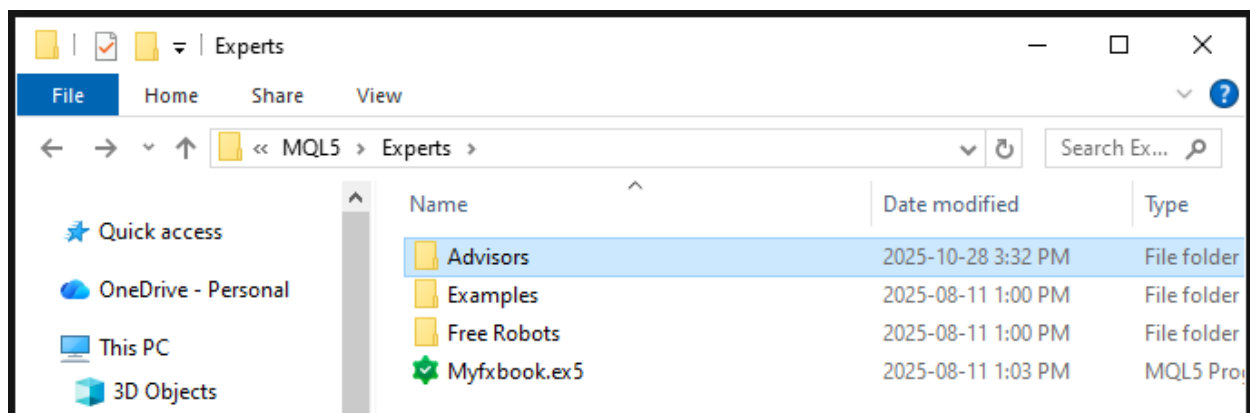 Experts
File Home Share View
« MQL5 > Experts > Search Ex...
Name Date modified Type
Quick access
Advisors 2025-10-28 3:32 PM File folder
OneDrive - Personal
Examples 2025-08-11 1:00 PM File folder
Free Robots 2025-08-11 1:00 PM File folder
This PC
Myfxbook.ex5 2025-08-11 1:03 PM MQL5 Pro
3D Objects